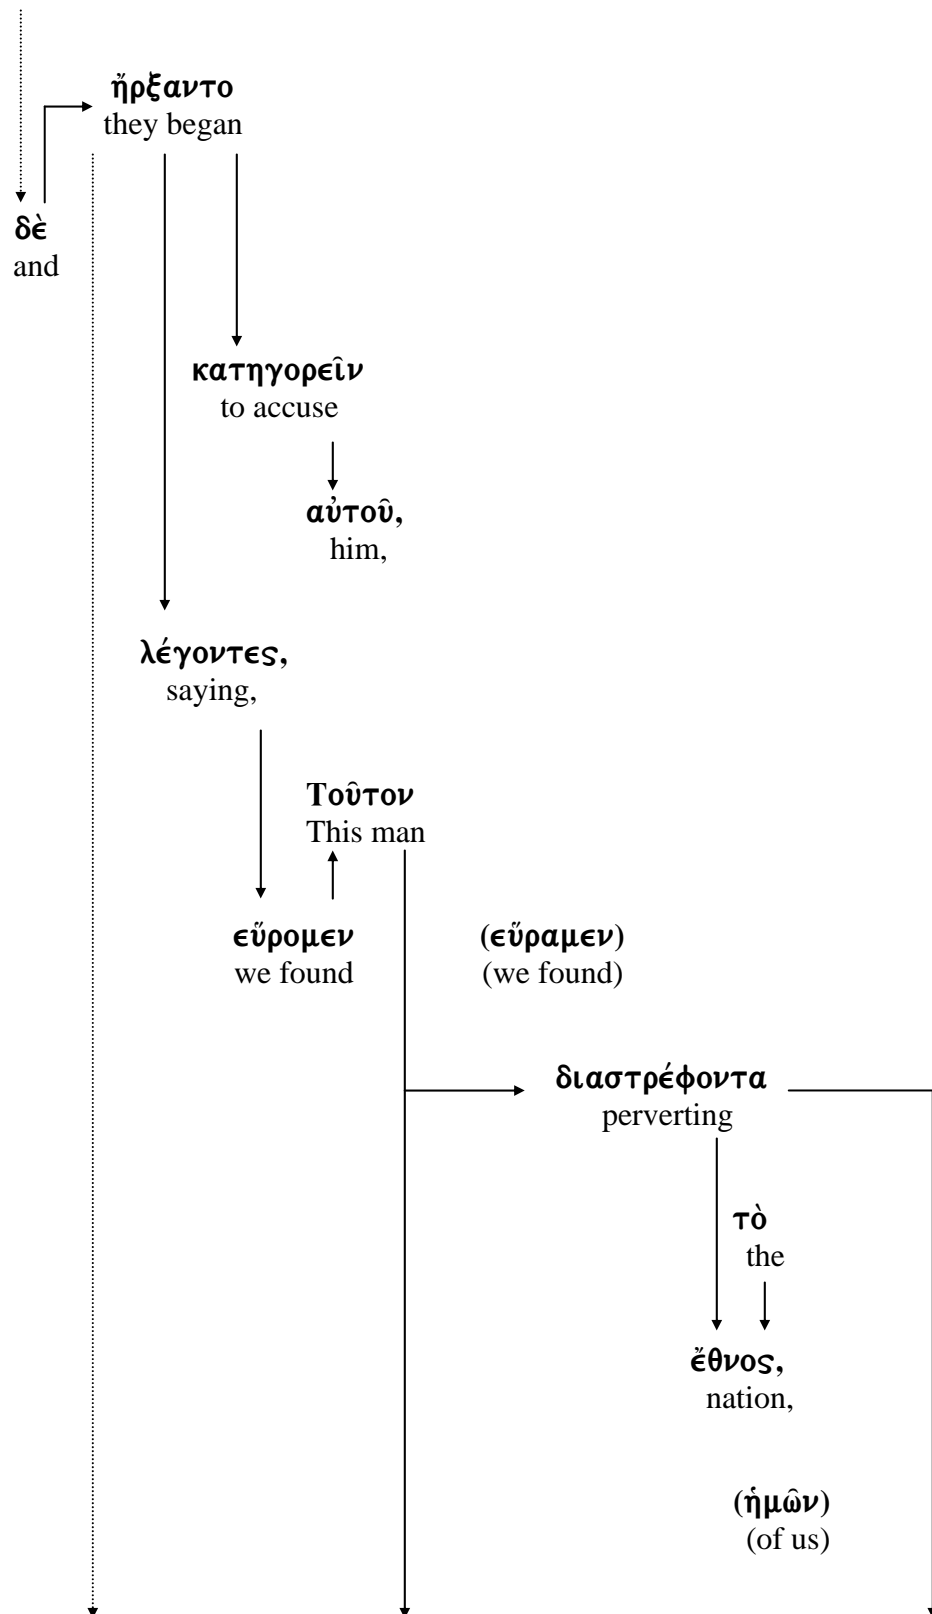 ἤρξαντο
they began
δὲ
and
κατηγορεῖν
to accuse
αὐτοῦ,
him,
λέγοντες,
saying,
Τοῦτον
This man
εὕρομεν (εὕραμεν)
we found (we found)
διαστρέφοντα
perverting
τὸ
the
ἔθνος,
nation,
(ἡμῶν)
(of us)